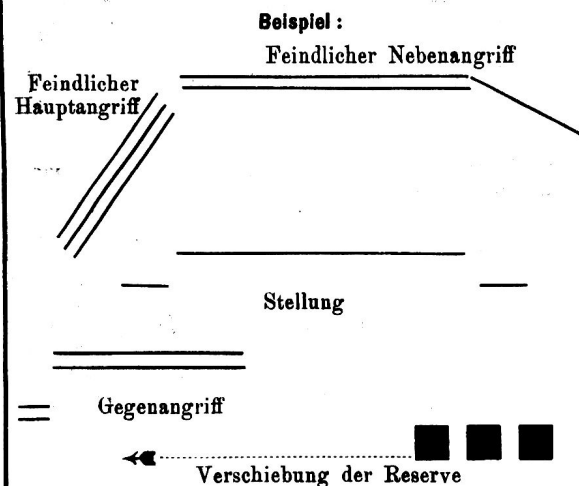 Beispiel:
Feindlicher Nebenangriff
Feindlicher
Hauptangriff
Stellung
Gegenangriff
Verschiebung der Reserve